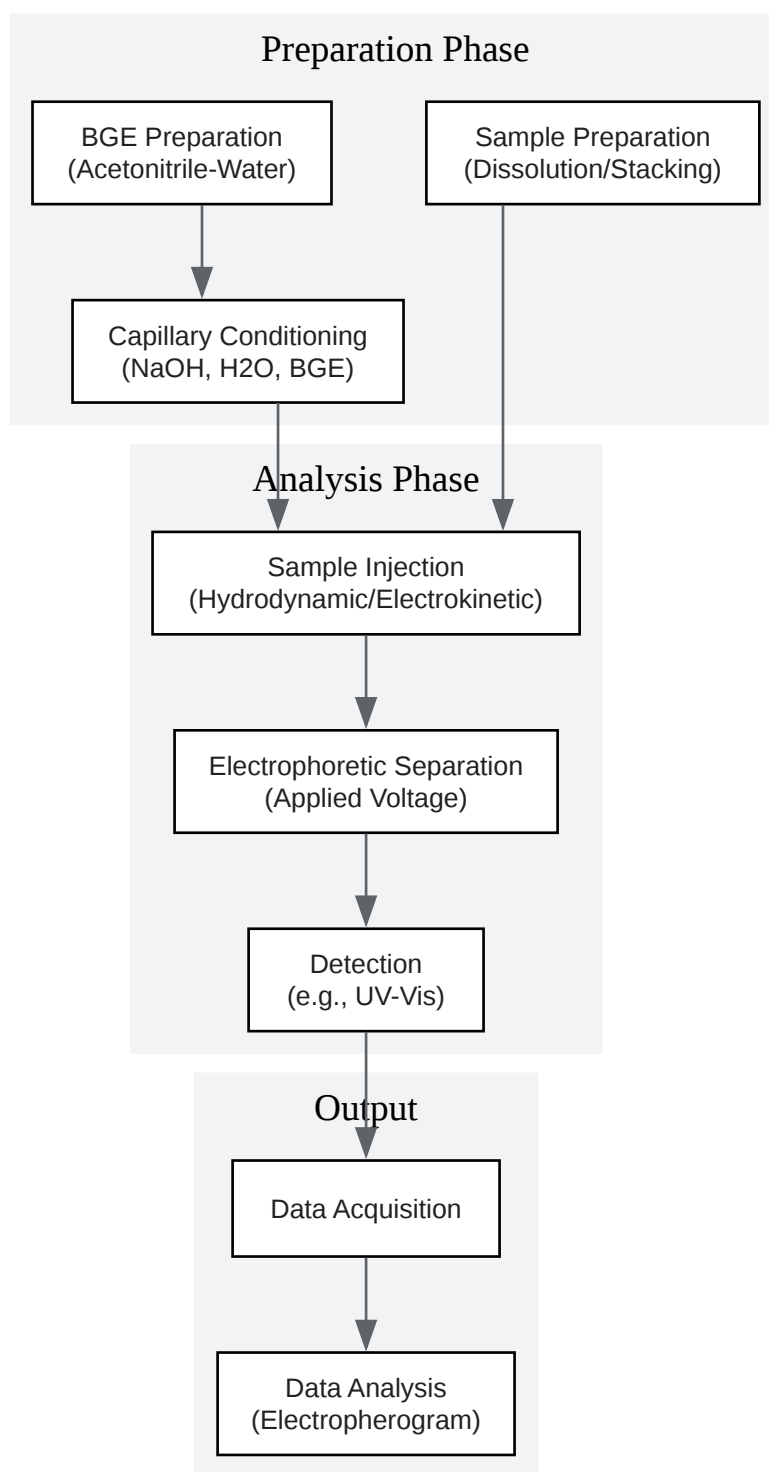 Preparation Phase
BGE Preparation
(Acetonitrile-Water)
Sample Preparation
(Dissolution/Stacking)
Capillary Conditioning
(NaOH, H2O, BGE)
Analysis Phase
Sample Injection
(Hydrodynamic/Electrokinetic)
Electrophoretic Separation
(Applied Voltage)
Detection
(e.g., UV-Vis)
Output
Data Acquisition
Data Analysis
(Electropherogram)